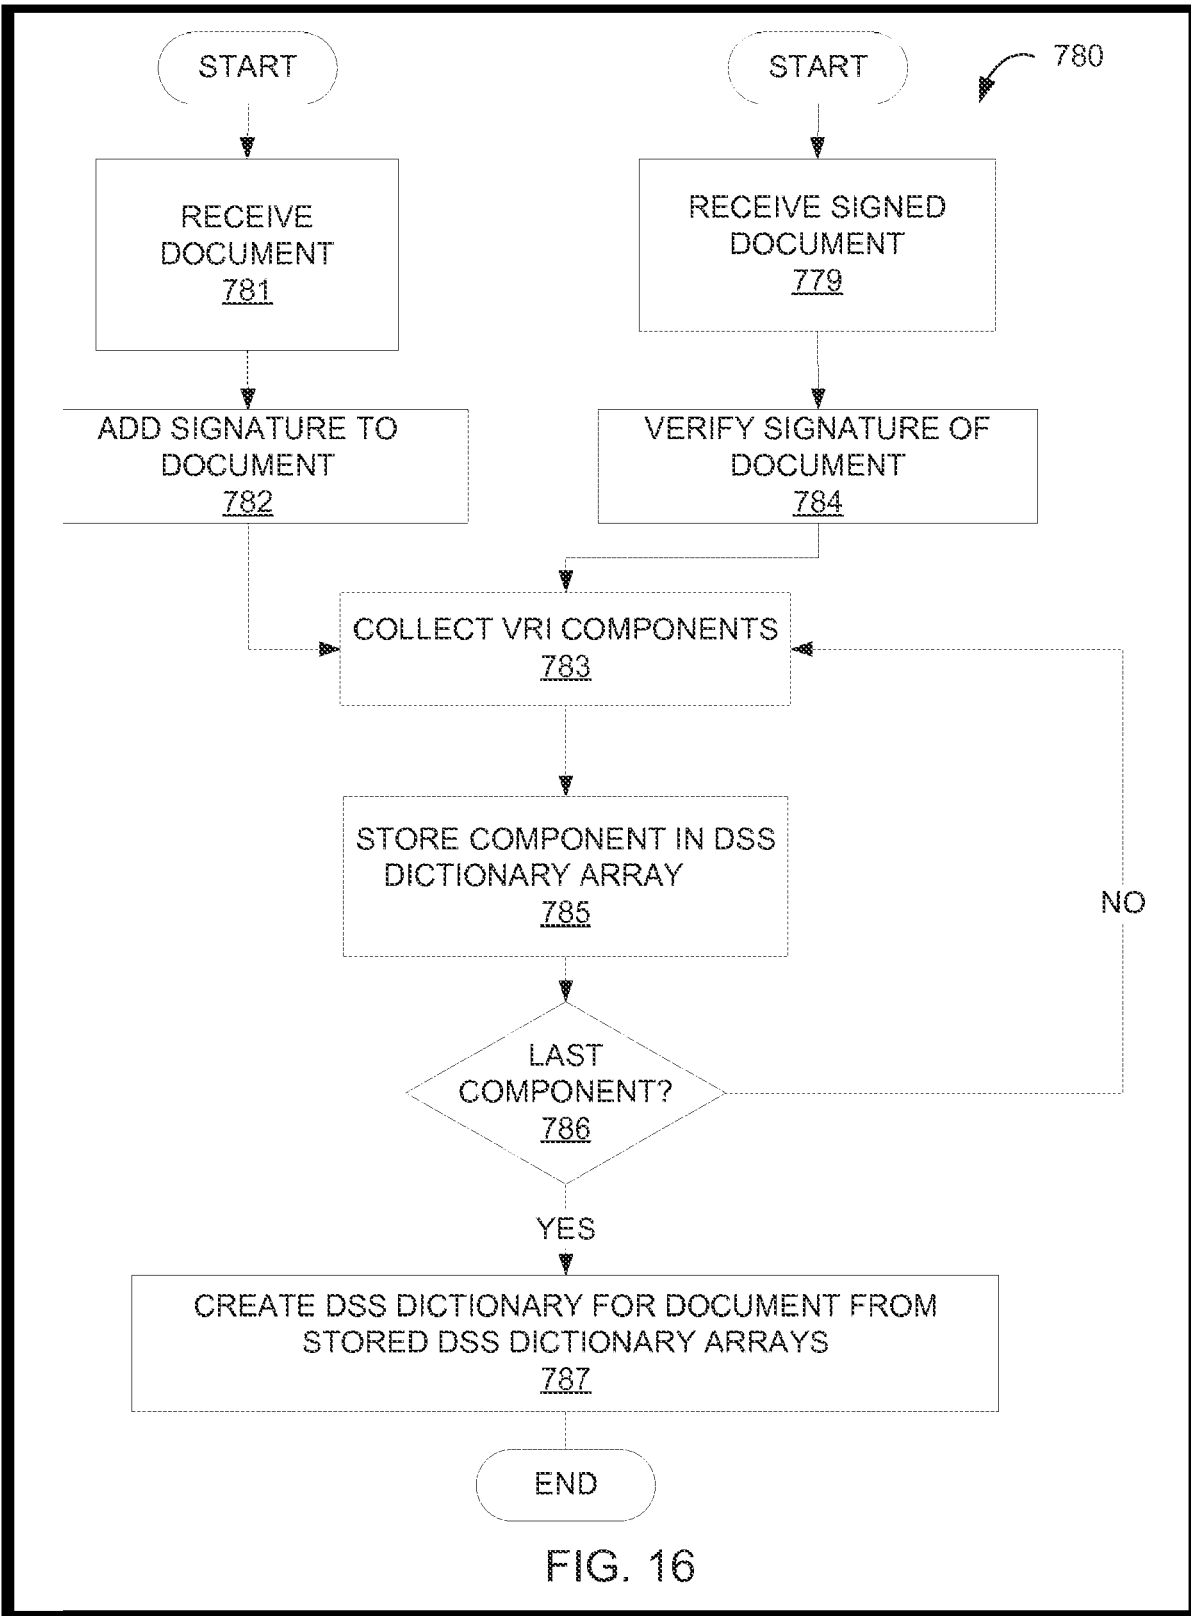 START
START
780
RECEIVE
DOCUMENT
781
RECEIVE SIGNED
DOCUMENT
779
ADD SIGNATURE TO
DOCUMENT
782
VERIFY SIGNATURE OF
DOCUMENT
784
COLLECT VRI COMPONENTS
783
STORE COMPONENT IN DSS
DICTIONARY ARRAY
785
NO
LAST
COMPONENT?
786
YES
CREATE DSS DICTIONARY FOR DOCUMENT FROM
STORED DSS DICTIONARY ARRAYS
787
END
FIG. 16